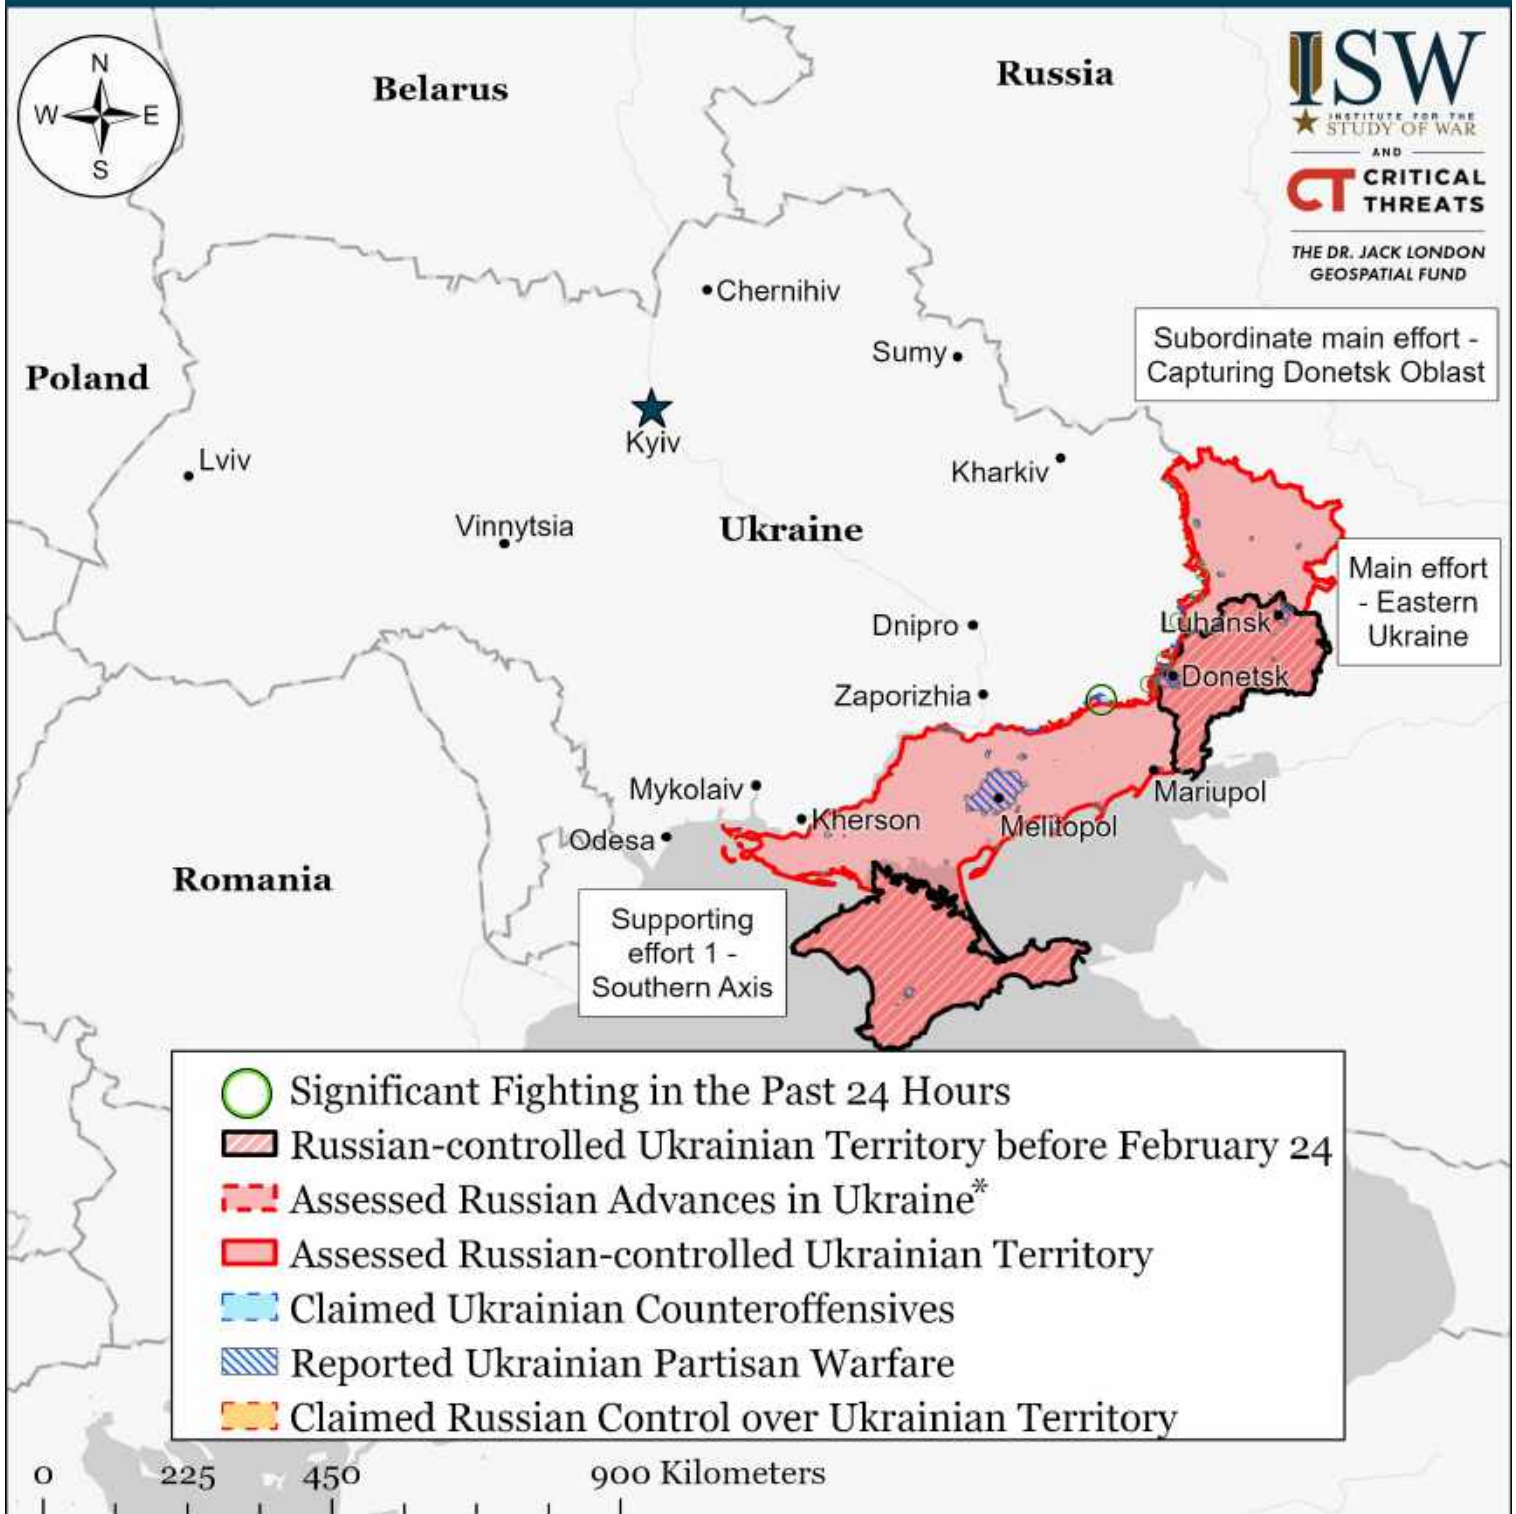 N
W
E
S
Belarus
Russia
ISW
INSTITUTE FOR THE
STUDY OF WAR
AND
CT CRITICAL
THREATS
THE DR. JACK LONDON
GEOSPATIAL FUND
Chernihiv
Subordinate main effort -
Capturing Donetsk Oblast
Sumy
Poland
Kyiv
Lviv
Kharkiv
Vinnytsia
Ukraine
Main effort
- Eastern
Ukraine
Dnipro
Luhansk
Donetsk
Zaporizhia
Mykolaiv
Mariupol
Kherson
Melitopol
Odesa
Romania
Supporting
effort 1 -
Southern Axis
Significant Fighting in the Past 24 Hours
Russian-controlled Ukrainian Territory before February 24
Assessed Russian Advances in Ukraine*
Assessed Russian-controlled Ukrainian Territory
Claimed Ukrainian Counteroffensives
Reported Ukrainian Partisan Warfare
Claimed Russian Control over Ukrainian Territory
0 225 450 900 Kilometers